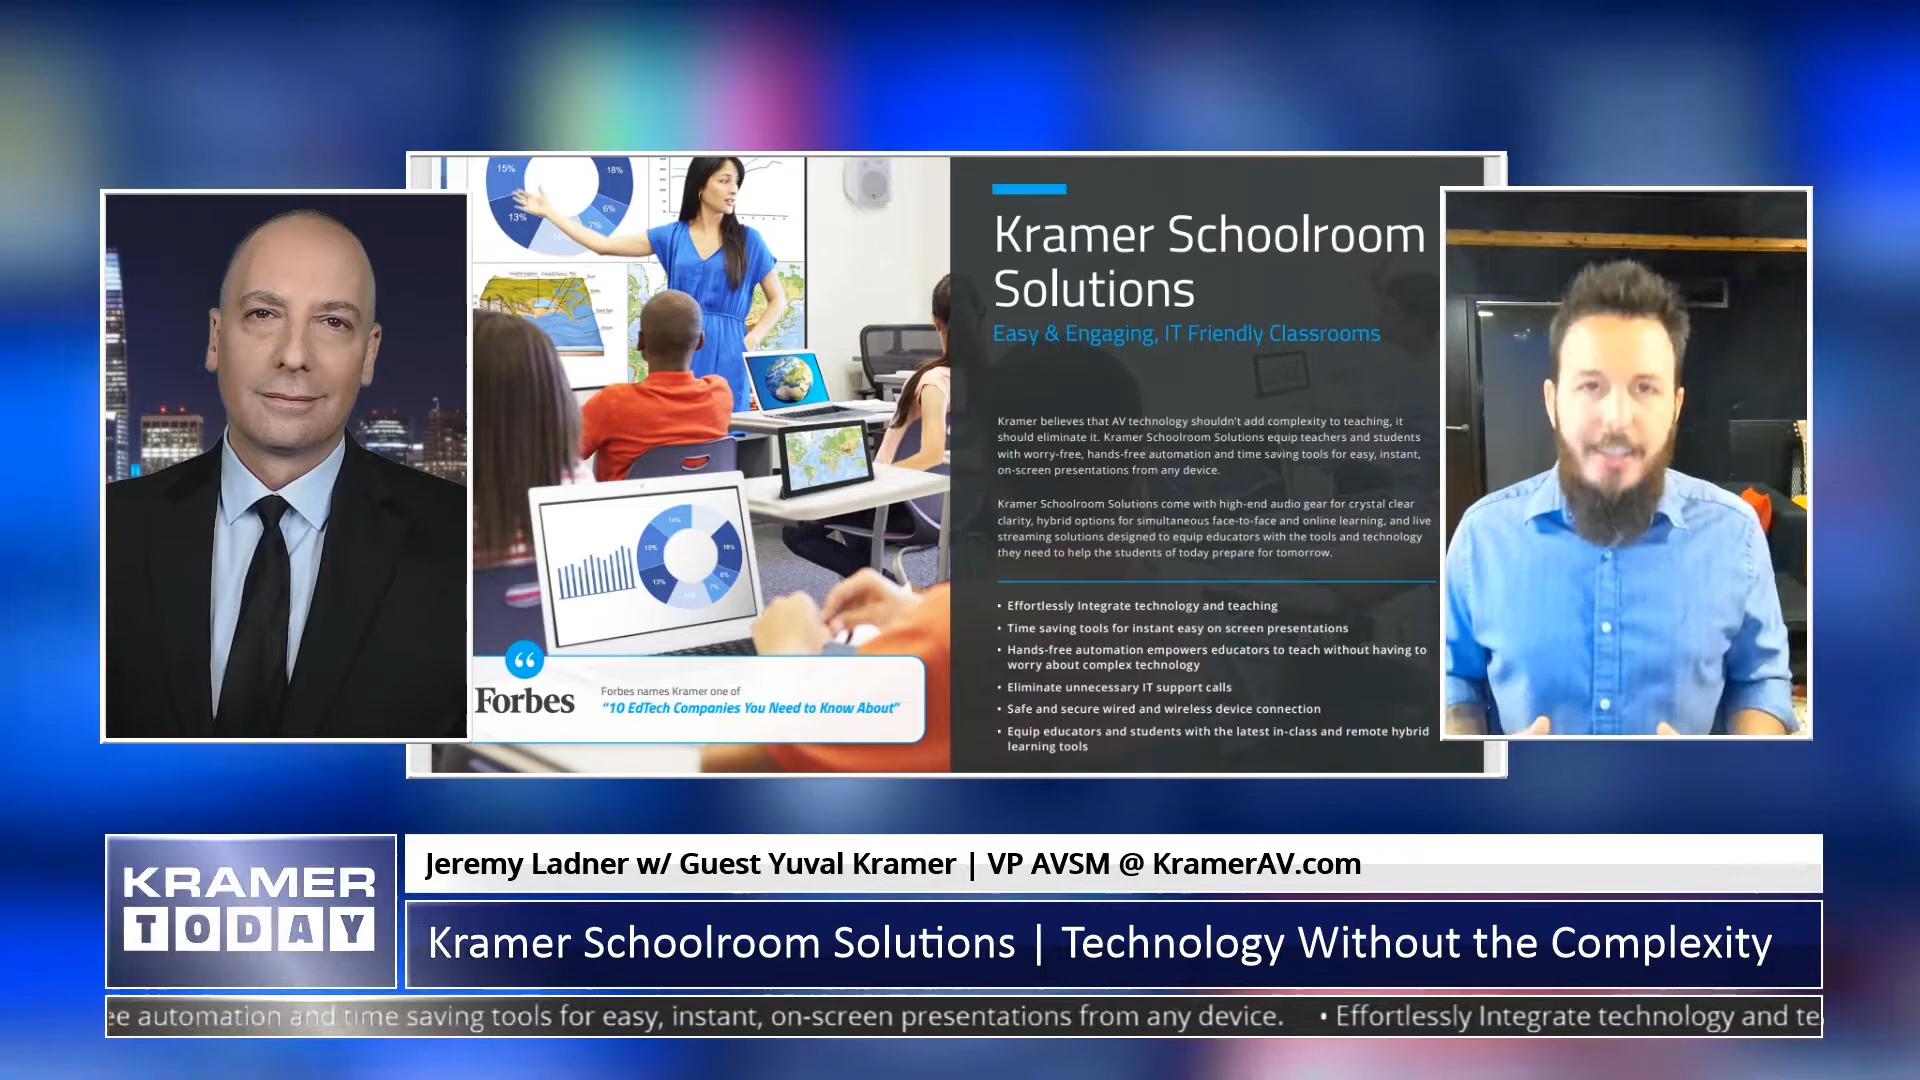 15%
18%
13%
6%
7%
14%
18%
15%
13%
6%
7%
Forbes
Forbes names Kramer one of
“10 EdTech Companies You Need to Know About”
Kramer Schoolroom
Solutions
Easy & Engaging, IT Friendly Classrooms
Kramer believes that AV technology shouldn't add complexity to teaching, it
should eliminate it. Kramer Schoolroom Solutions equip teachers and students
with worry-free, hands-free automation and time saving tools for easy, instant,
on-screen presentations from any device.
Kramer Schoolroom Solutions come with high-end audio gear for crystal clear
clarity, hybrid options for simultaneous face-to-face and online learning, and live
streaming solutions designed to equip educators with the tools and technology
they need to help the students of today prepare for tomorrow.
• Effortlessly Integrate technology and teaching
• Time saving tools for instant easy on screen presentations
• Hands-free automation empowers educators to teach without having to
worry about complex technology
• Eliminate unnecessary IT support calls
• Safe and secure wired and wireless device connection
• Equip educators and students with the latest in-class and remote hybrid
learning tools
KRAMER
TODAY
Jeremy Ladner w/ Guest Yuval Kramer | VP AVSM @ KramerAV.com
Kramer Schoolroom Solutions | Technology Without the Complexity
ee automation and time saving tools for easy, instant, on-screen presentations from any device. • Effortlessly Integrate technology and te